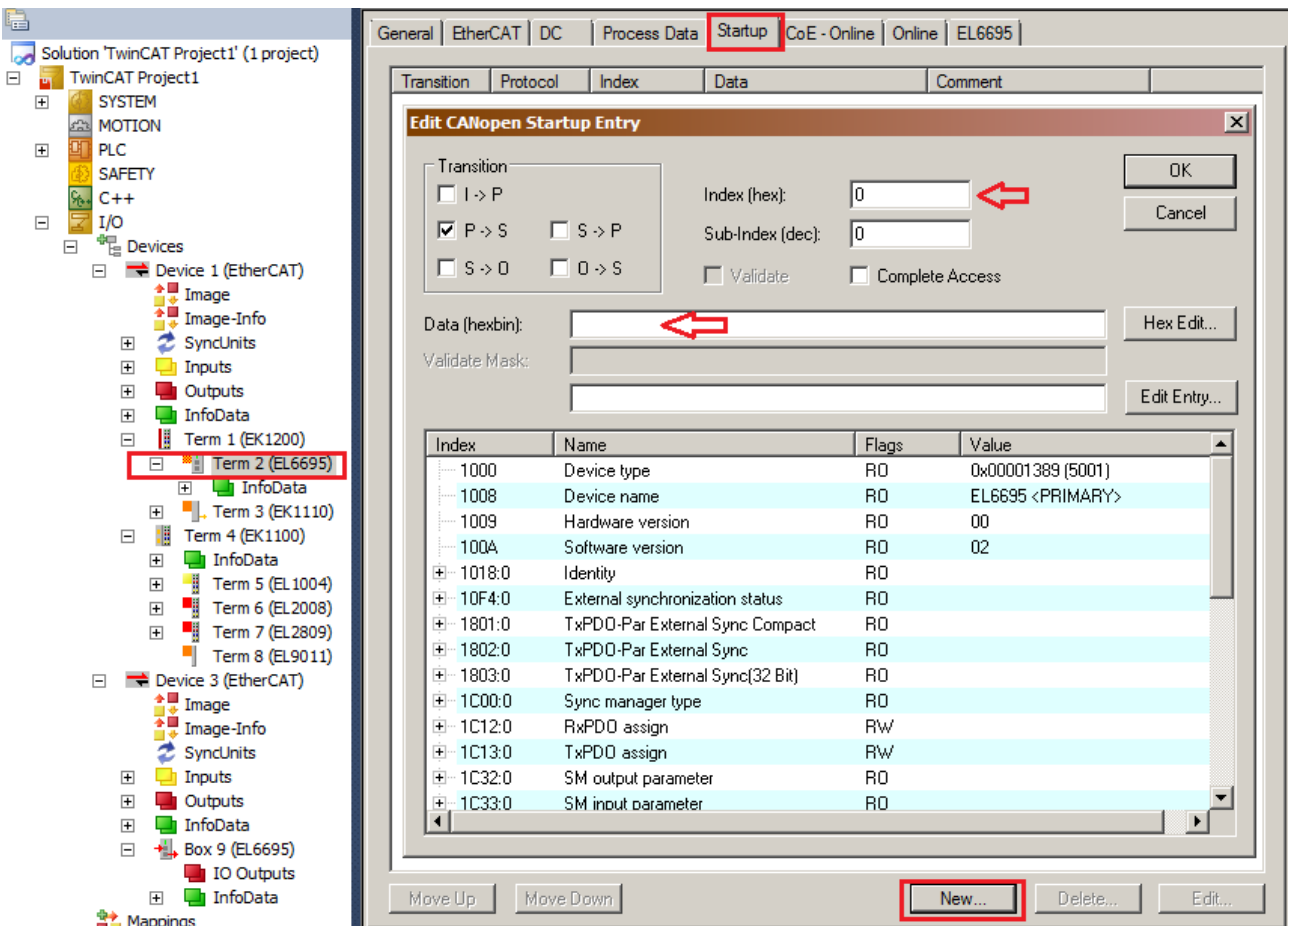 Solution 'TwinCAT Project1' (1 project)
TwinCAT Project1
SYSTEM
MOTION
PLC
SAFETY
C++
I/O
Devices
Device 1 (EtherCAT)
Image
Image-Info
SyncUnits
Inputs
Outputs
InfoData
Term 1 (EK1200)
Term 2 (EL6695)
InfoData
Term 3 (EK1110)
Term 4 (EK1100)
InfoData
Term 5 (EL1004)
Term 6 (EL2008)
Term 7 (EL2809)
Term 8 (EL9011)
Device 3 (EtherCAT)
Image
Image-Info
SyncUnits
Inputs
Outputs
InfoData
Box 9 (EL6695)
IO Outputs
InfoData
Mappings
General EtherCAT DC Process Data Startup CoE - Online Online EL6695
Transition Protocol Index Data Comment
Edit CANopen Startup Entry
Transition
I -> P
P -> S S -> P
S -> O O -> S
Index (hex): 0
Sub-Index (dec): 0
Validate Complete Access
OK
Cancel
Data (hexbin): Hex Edit...
Validate Mask:
Edit Entry...
Index Name Flags Value
1000 Device type RO 0x00001389 (5001)
1008 Device name RO EL6695 <PRIMARY>
1009 Hardware version RO 00
100A Software version RO 02
1018:0 Identity RO
10F4:0 External synchronization status RO
1801:0 TxPDO-Par External Sync Compact RO
1802:0 TxPDO-Par External Sync RO
1803:0 TxPDO-Par External Sync(32 Bit) RO
1C00:0 Sync manager type RO
1C12:0 RxPDO assign RW
1C13:0 TxPDO assign RW
1C32:0 SM output parameter RO
1C33:0 SM input parameter RO
Move Up Move Down New... Delete... Edit...